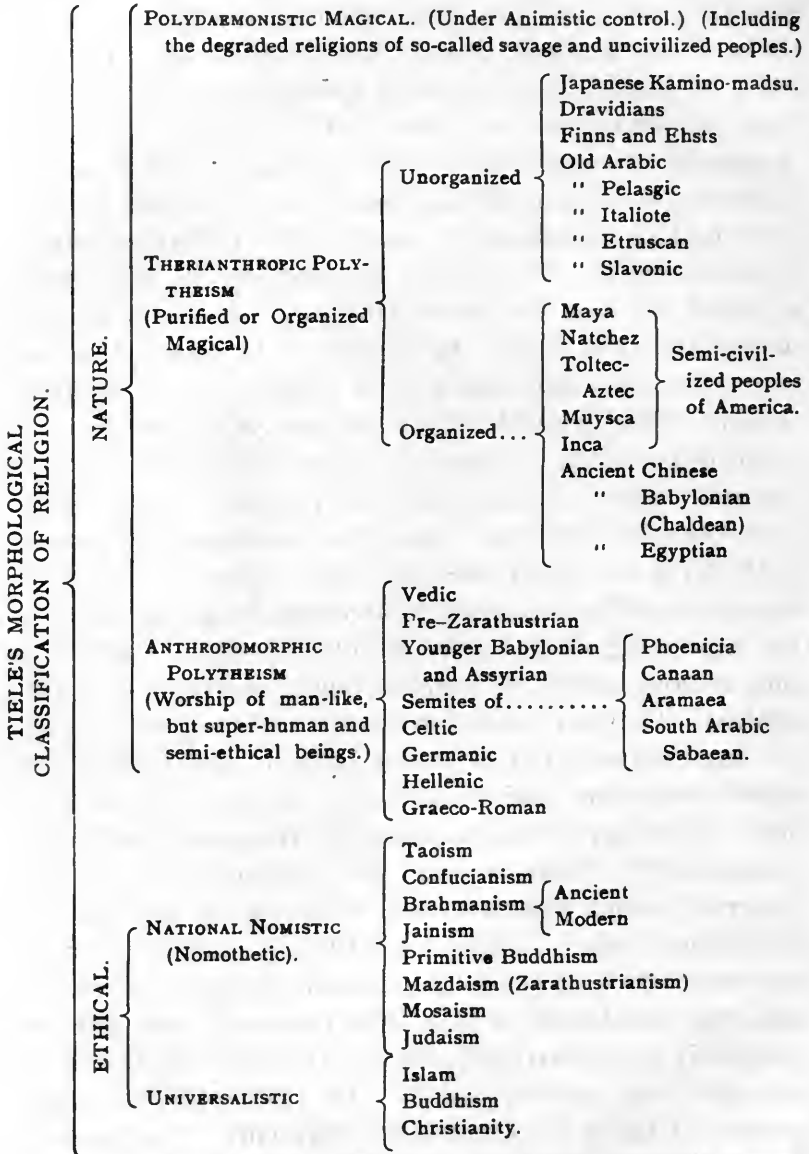 TIELE'S MORPHOLOGICAL
CLASSIFICATION OF RELIGION.
NATURE.
POLYDAEMONISTIC MAGICAL. (Under Animistic control.) (Including
the degraded religions of so-called savage and uncivilized peoples.)
THERIANTHROPIC POLY-
THEISM
(Purified or Organized
Magical)
Unorganized
Japanese Kamino-madsu.
Dravidians
Finns and Ehsts
Old Arabic
" Pelasgic
" Italiote
" Etruscan
" Slavonic
Organized...
Maya
Natchez
Toltec-
Aztec
Muysca
Inca
Semi-civil-
ized peoples
of America.
Ancient Chinese
" Babylonian
(Chaldean)
" Egyptian
ANTHROPOMORPHIC
POLYTHEISM
(Worship of man-like,
but super-human and
semi-ethical beings.)
Vedic
Pre-Zarathustrian
Younger Babylonian
and Assyrian
Semites of..........
Phoenicia
Canaan
Aramaea
South Arabic
Sabaean.
Celtic
Germanic
Hellenic
Graeco-Roman
ETHICAL.
NATIONAL NOMISTIC
(Nomothetic).
Taoism
Confucianism
Brahmanism
Ancient
Modern
Jainism
Primitive Buddhism
Mazdaism (Zarathustrianism)
Mosaism
Judaism
UNIVERSALISTIC
Islam
Buddhism
Christianity.